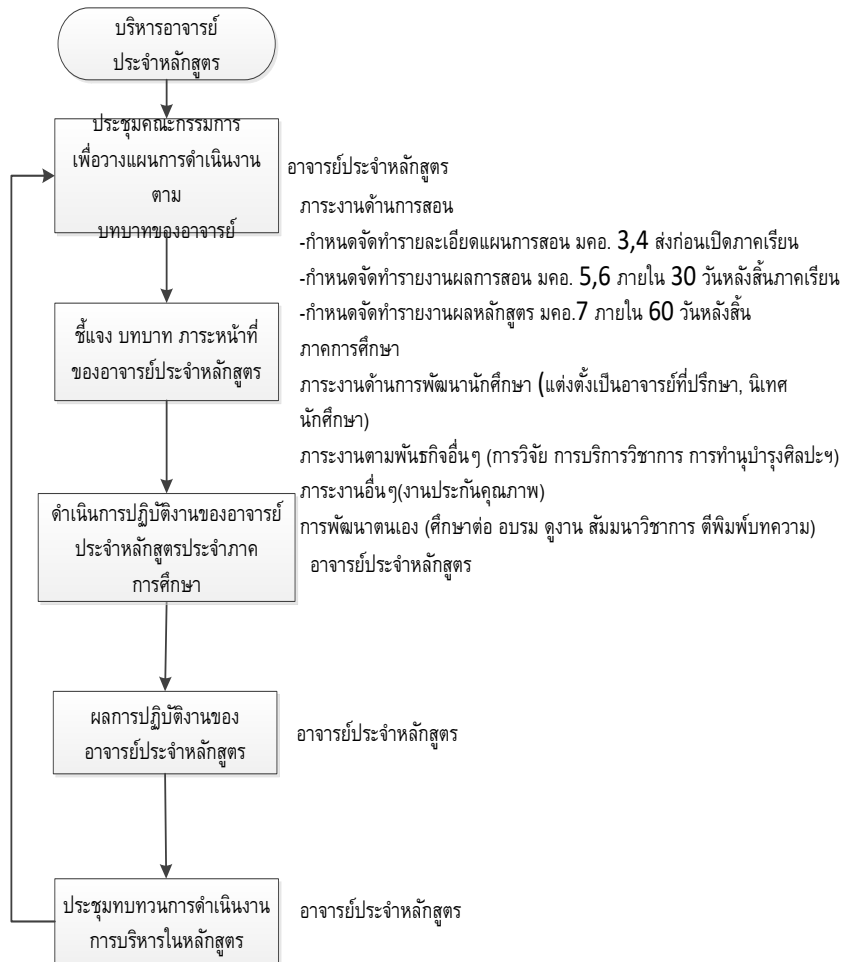 บริหารอาจารย์
ประจำหลักสูตร
ประชุมคณะกรรมการ
เพื่อวางแผนการดำเนินงาน
ตาม
บทบาทของอาจารย์
อาจารย์ประจำหลักสูตร
ภาระงานด้านการสอน
-กำหนดจัดทำรายละเอียดแผนการสอน มคอ. 3,4 ส่งก่อนเปิดภาคเรียน
-กำหนดจัดทำรายงานผลการสอน มคอ. 5,6 ภายใน 30 วันหลังสิ้นภาคเรียน
-กำหนดจัดทำรายงานผลหลักสูตร มคอ.7 ภายใน 60 วันหลังสิ้น
ภาคการศึกษา
ภาระงานด้านการพัฒนานักศึกษา (แต่งตั้งเป็นอาจารย์ที่ปรึกษา, นิเทศ
นักศึกษา)
ภาระงานตามพันธกิจอื่นๆ (การวิจัย การบริการวิชาการ การทำนุบำรุงศิลปะฯ)
ภาระงานอื่นๆ(งานประกันคุณภาพ)
การพัฒนาตนเอง (ศึกษาต่อ อบรม ดูงาน สัมมนาวิชาการ ตีพิมพ์บทความ)
ชี้แจง บทบาท ภาระหน้าที่
ของอาจารย์ประจำหลักสูตร
ดำเนินการปฏิบัติงานของอาจารย์
ประจำหลักสูตรประจำภาค
การศึกษา
อาจารย์ประจำหลักสูตร
ผลการปฏิบัติงานของ
อาจารย์ประจำหลักสูตร
อาจารย์ประจำหลักสูตร
ประชุมทบทวนการดำเนินงาน
การบริหารในหลักสูตร
อาจารย์ประจำหลักสูตร